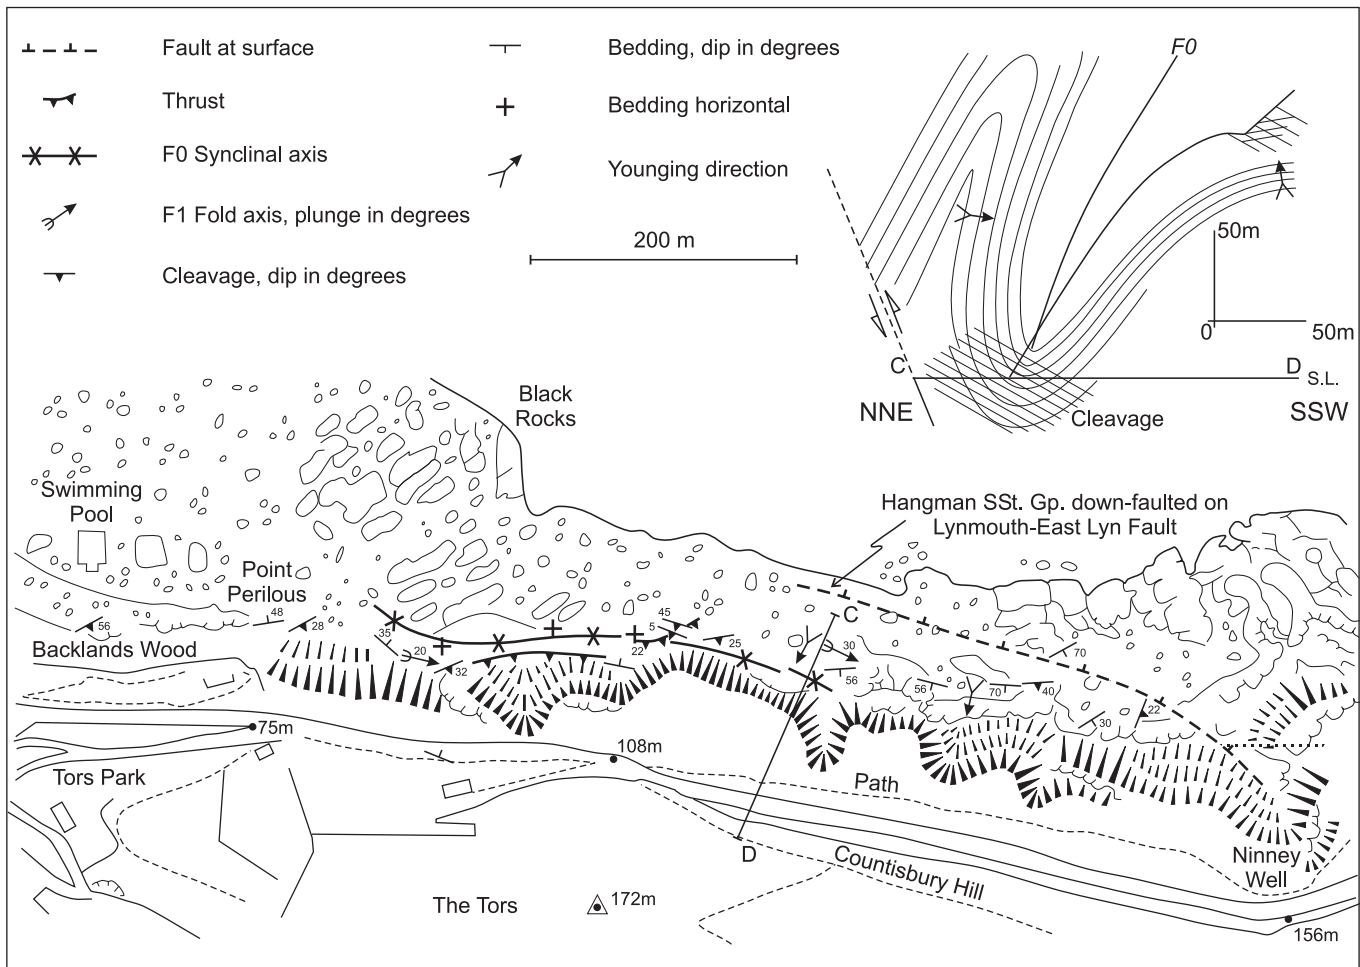 Fault at surface
Thrust
F0 Synclinal axis
F1 Fold axis, plunge in degrees
Cleavage, dip in degrees
Bedding, dip in degrees
Bedding horizontal
Younging direction
200 m
F0
50m
0
50m
C
D
S.L.
NNE
SSW
Cleavage
Black
Rocks
Swimming
Pool
Hangman SSt. Gp. down-faulted on
Lynmouth-East Lyn Fault
Point
Perilous
C
48
45
56
28
35
5
25
30
70
Backlands Wood
20
32
22
25
56
56
70
40
22
30
75m
108m
Tors Park
Path
D
Countisbury Hill
Ninney
Well
The Tors
172m
156m